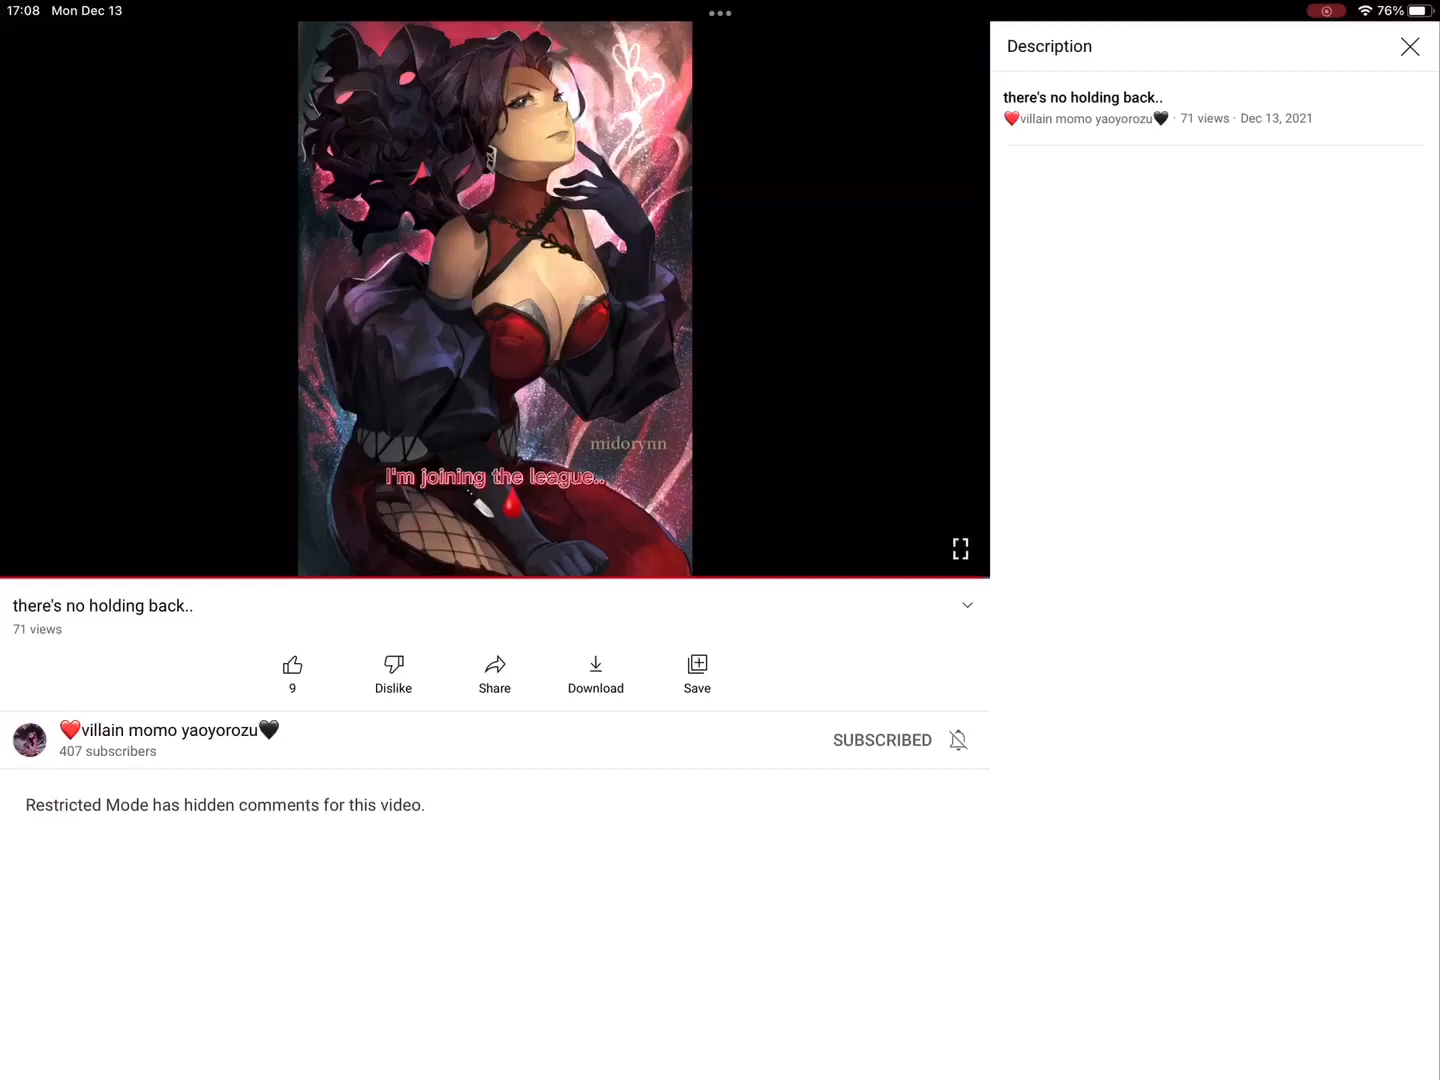 17:08 Mon Dec 13
76%
midorynn
I'm joining the league..
there's no holding back..
71 views
9
Dislike
Share
Download
Save
❤️villain momo yaoyorozu🖤
407 subscribers
SUBSCRIBED
Restricted Mode has hidden comments for this video.
Description
there's no holding back..
❤️villain momo yaoyorozu🖤 · 71 views · Dec 13, 2021